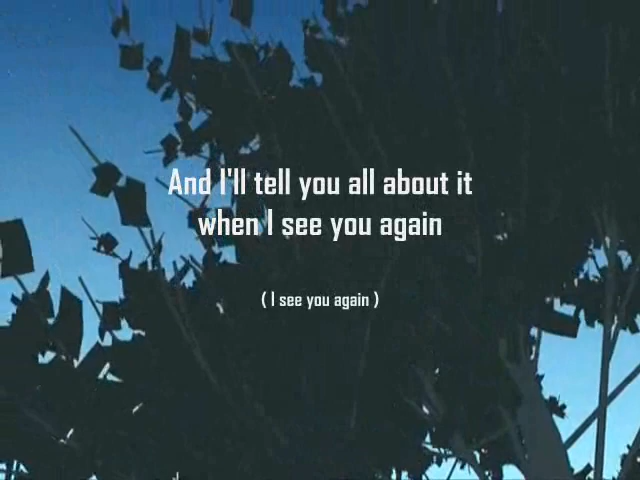 And I'll tell you all about it
when I see you again
( I see you again )